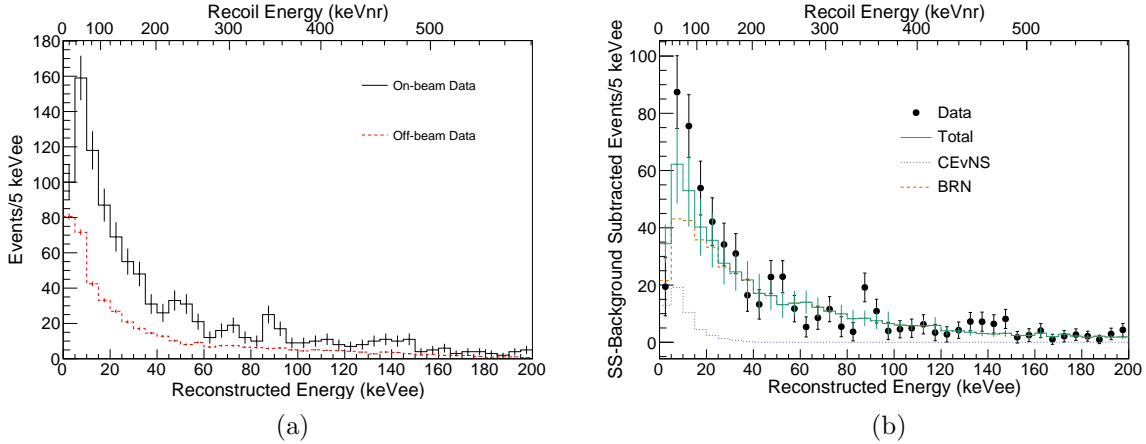 Recoil Energy (keVnr)
0 100 200 300 400 500
180
160
140
120
100
80
60
40
20
0
Events/5 keVee
On-beam Data
Off-beam Data
0 20 40 60 80 100 120 140 160 180 200
Reconstructed Energy (keVee)
(a)
Recoil Energy (keVnr)
0 100 200 300 400 500
100
80
60
40
20
0
SS-Background Subtracted Events/5 keVee
Data
Total
CEvNS
BRN
0 20 40 60 80 100 120 140 160 180 200
Reconstructed Energy (keVee)
(b)